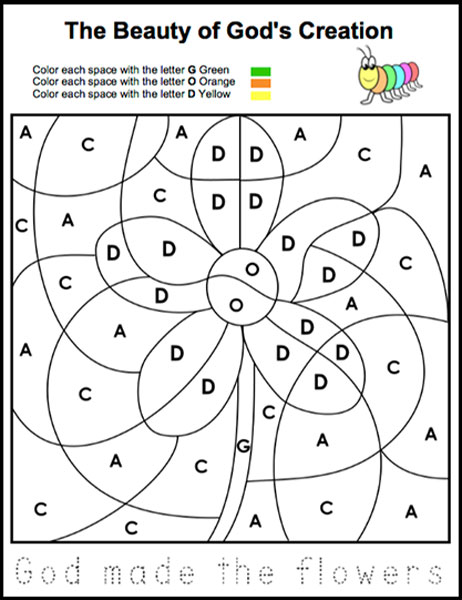 The Beauty of God's Creation
Color each space with the letter G Green
Color each space with the letter O Orange
Color each space with the letter D Yellow
A C A D D A C A
C A C D D
D D O D D C
C D O D A
A A D D D D C
C D D C
A C G A A
C C A C A
God made the flowers